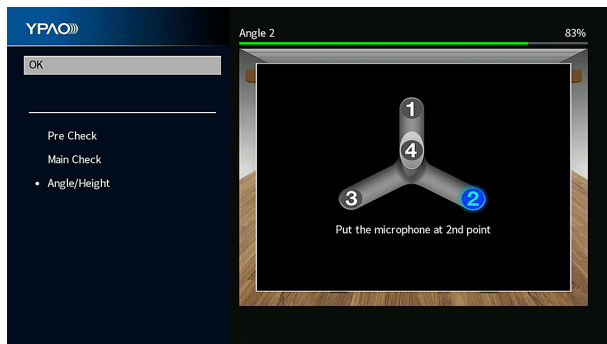 YPAO
OK
Pre Check
Main Check
• Angle/Height
Angle 2
83%
1
4
3
2
Put the microphone at 2nd point